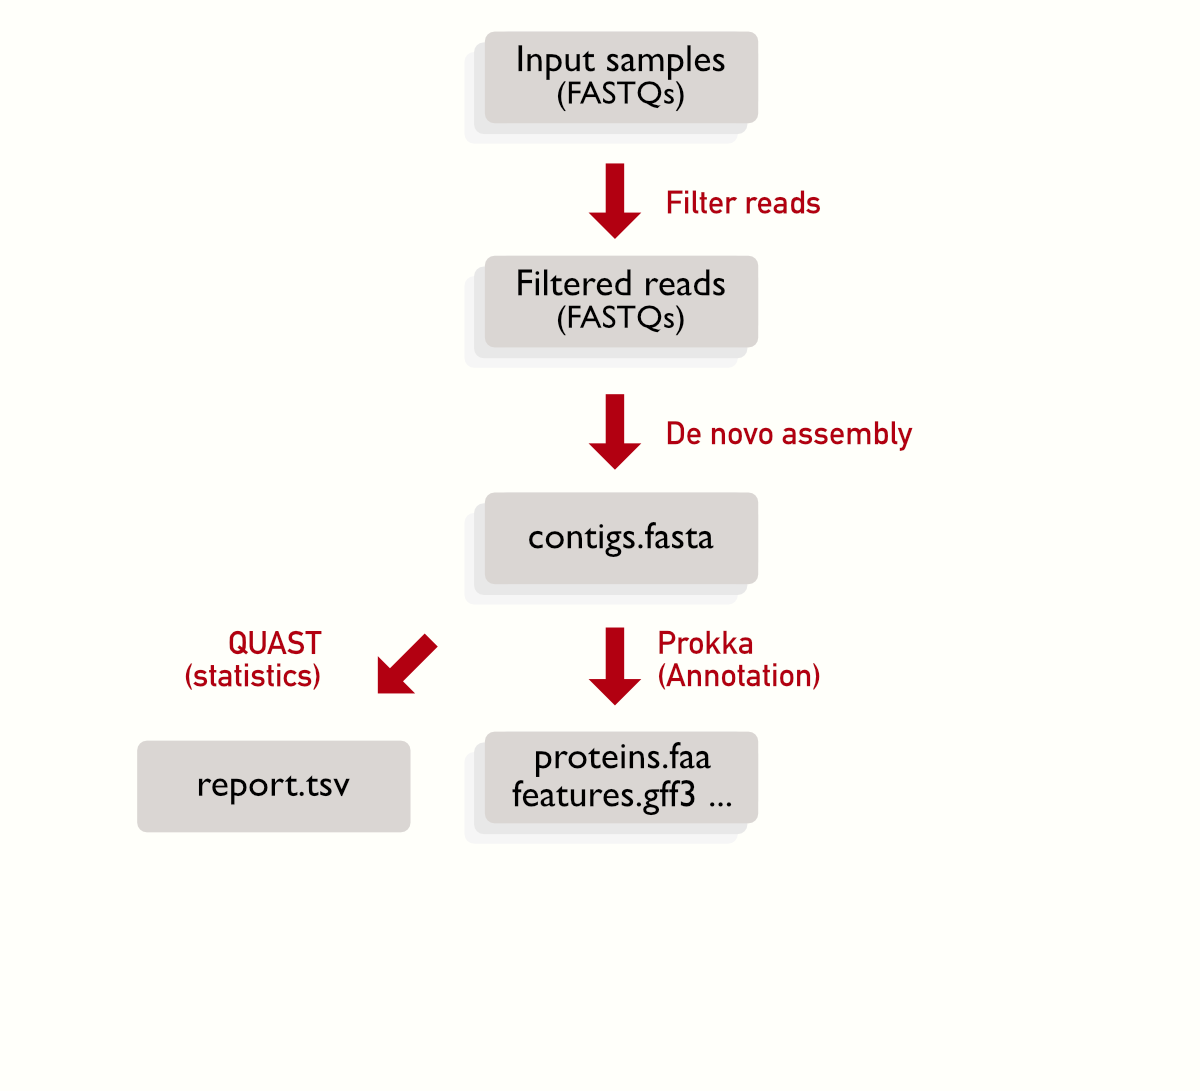 Input samples
(FASTQs)
Filter reads
Filtered reads
(FASTQs)
De novo assembly
contigs.fasta
QUAST
(statistics)
Prokka
(Annotation)
report.tsv
proteins.faa
features.gff3 ...